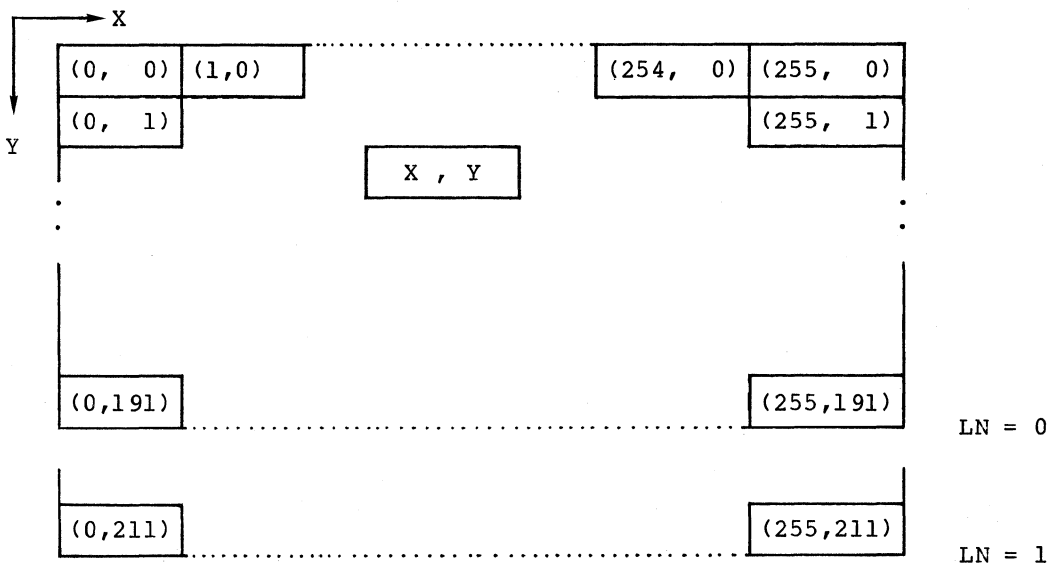 X
(0, 0) (1,0) (254, 0) (255, 0)
(0, 1) (255, 1)
Y
X , Y
(0,191) (255,191)
LN = 0
(0,211) (255,211)
LN = 1